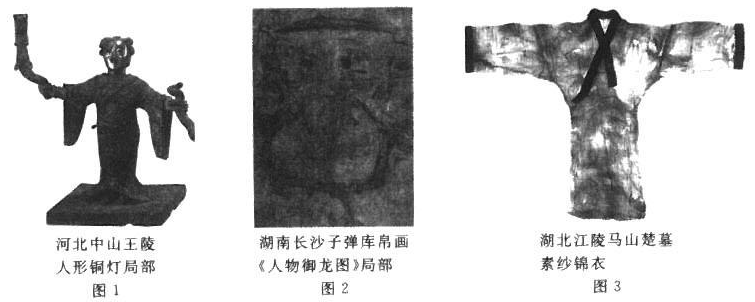 河北中山王陵
人形铜灯局部
图1
湖南长沙子弹库帛画
《人物御龙图》局部
图2
湖北江陵马山楚墓
素纱锦衣
图3